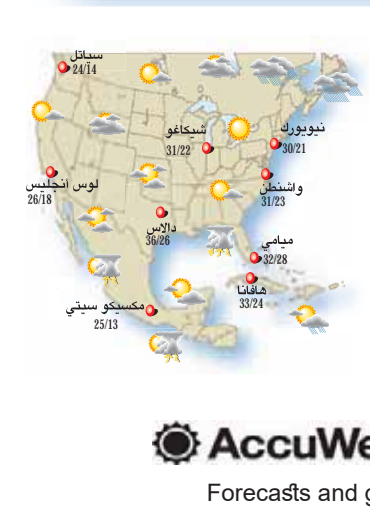 سياتل
24/14
شيكاغو
31/22
نيويورك
30/21
لوس أنجليس
26/18
واشنطن
31/23
دالاس
36/26
ميامي
32/28
هافانا
33/24
مكسيكو سيتي
25/13
AccuWe
Forecasts and g